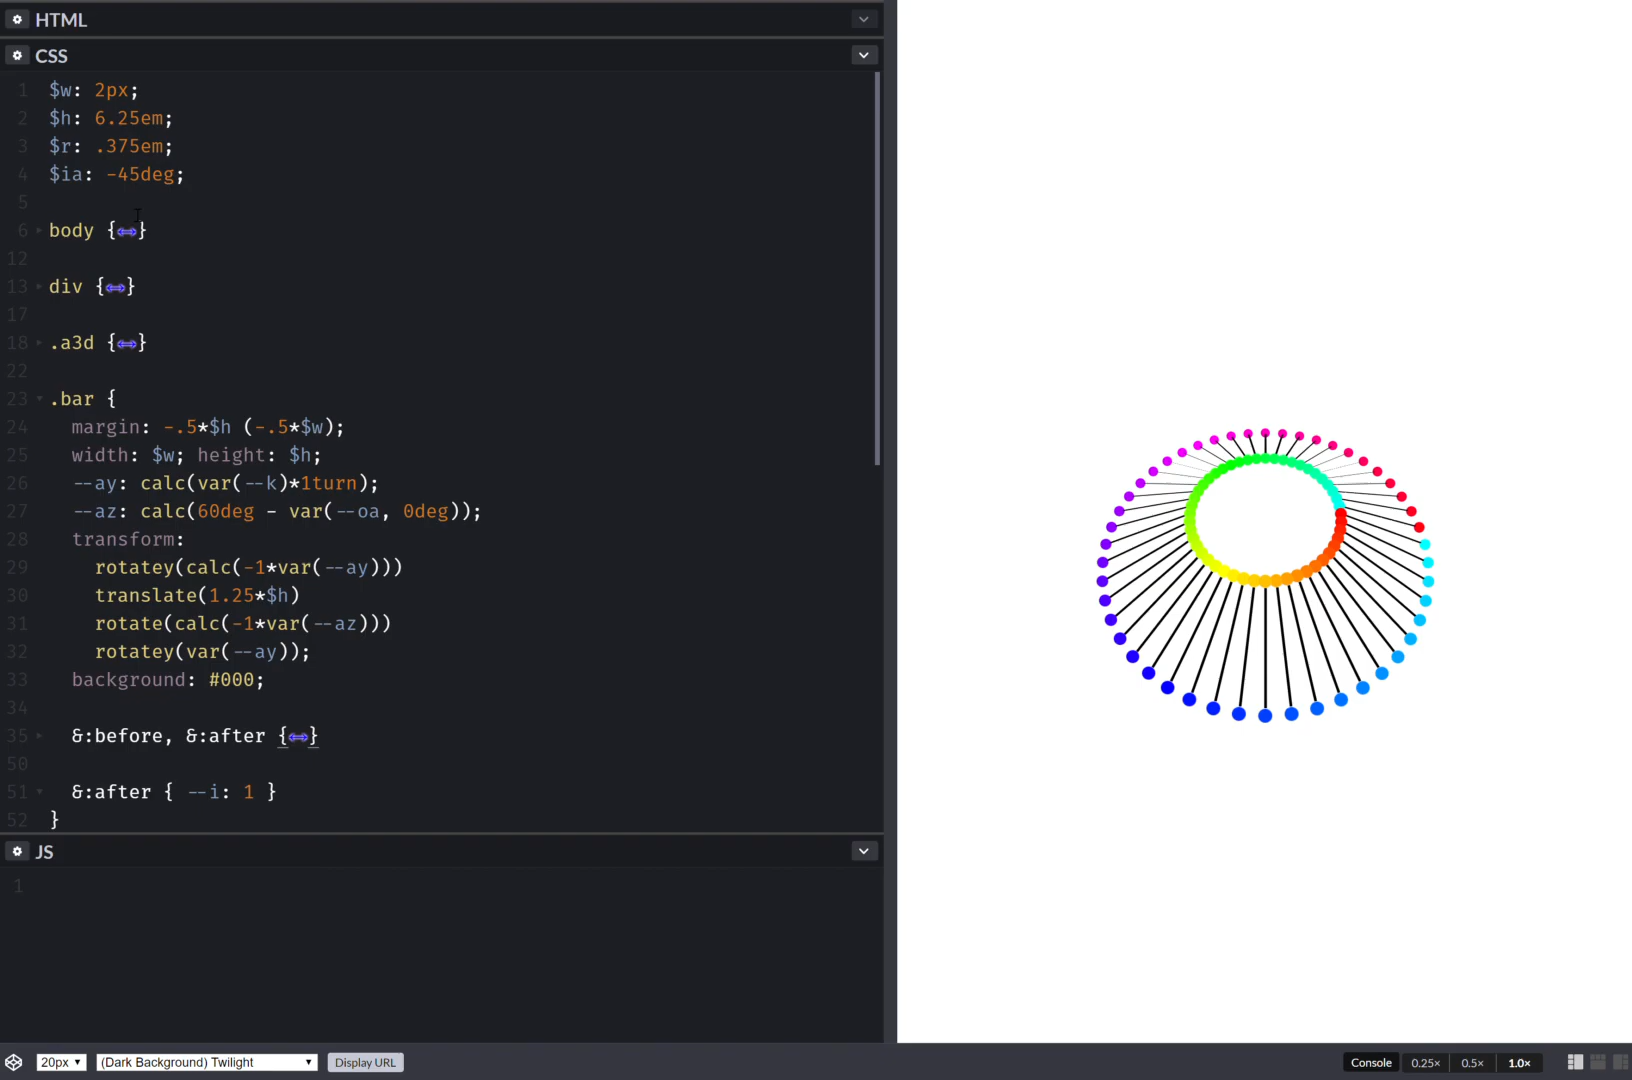 HTML
CSS
1 $w: 2px;
2 $h: 6.25em;
3 $r: .375em;
4 $ia: -45deg;
5
6 body {↔}
12
13 div {↔}
17
18 .a3d {↔}
22
23 .bar {
24 margin: -.5*$h (-.5*$w);
25 width: $w; height: $h;
26 --ay: calc(var(--k)*1turn);
27 --az: calc(60deg - var(--oa, 0deg));
28 transform:
29 rotatey(calc(-1*var(--ay)))
30 translate(1.25*$h)
31 rotate(calc(-1*var(--az)))
32 rotatey(var(--ay));
33 background: #000;
34
35 &:before, &:after {↔}
50
51 &:after { --i: 1 }
52 }
JS
1
20px ▼ (Dark Background) Twilight ▼ Display URL Console 0.25× 0.5× 1.0×